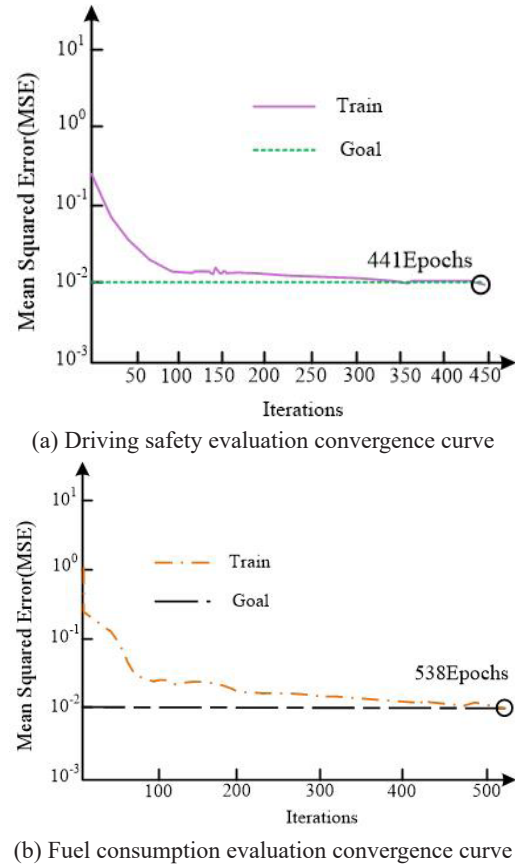 10^1
10^0
10^-1
10^-2
10^-3
Mean Squared Error(MSE)
Train
Goal
441Epochs
50 100 150 200 250 300 350 400 450
Iterations
(a) Driving safety evaluation convergence curve
10^1
10^0
10^-1
10^-2
10^-3
Mean Squared Error(MSE)
Train
Goal
538Epochs
100 200 300 400 500
Iterations
(b) Fuel consumption evaluation convergence curve